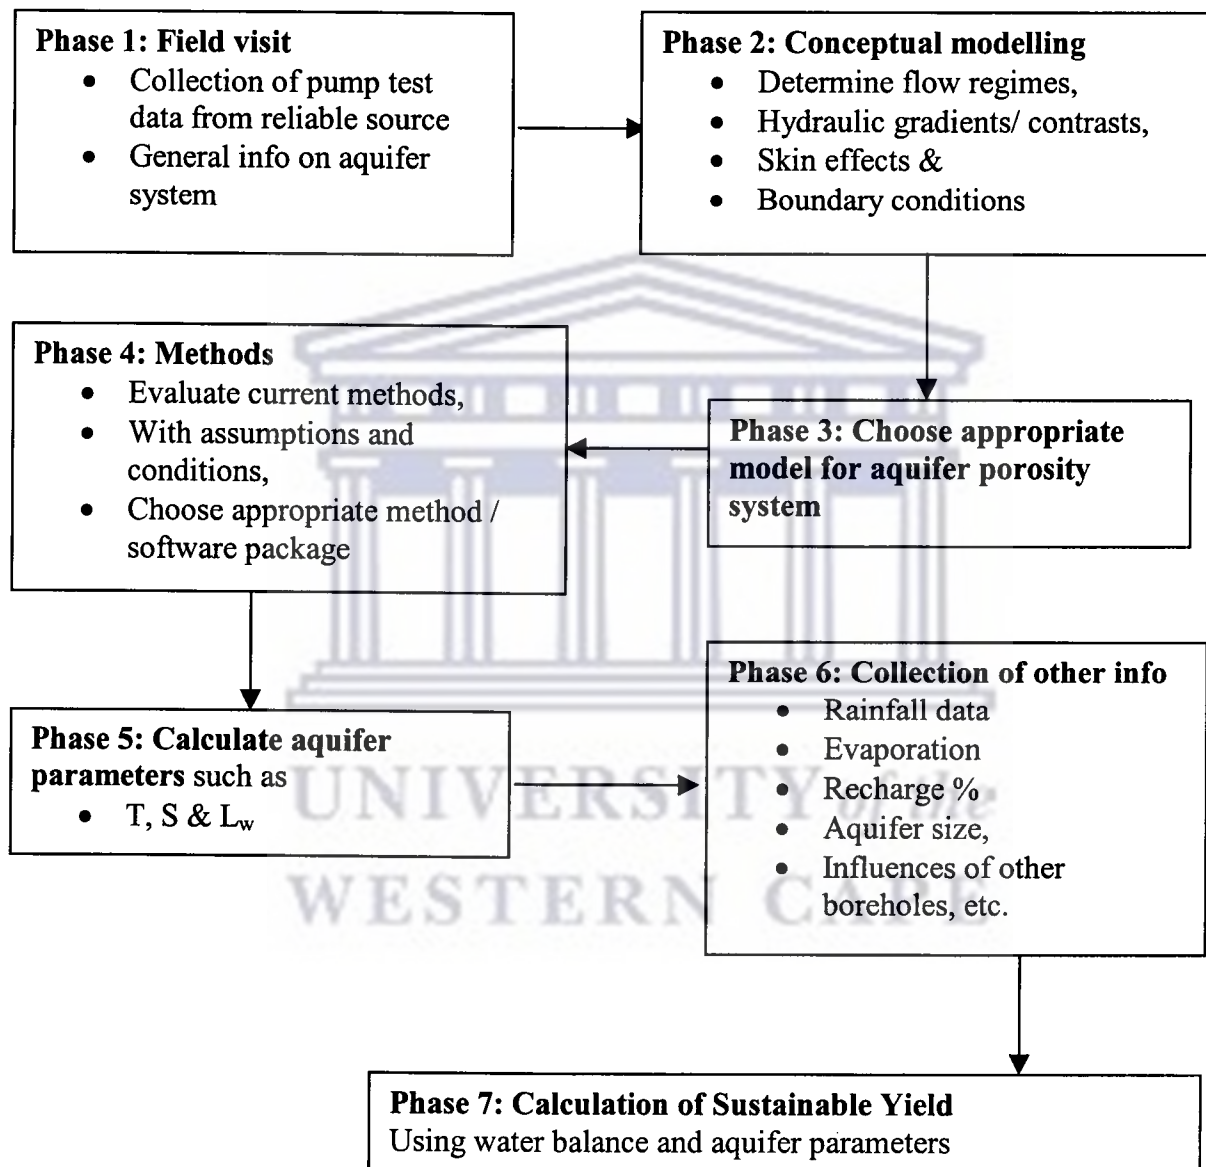 Phase 1: Field visit
• Collection of pump test
data from reliable source
• General info on aquifer
system
Phase 2: Conceptual modelling
• Determine flow regimes,
• Hydraulic gradients/ contrasts,
• Skin effects &
• Boundary conditions
Phase 3: Choose appropriate
model for aquifer porosity
system
Phase 4: Methods
• Evaluate current methods,
• With assumptions and
conditions,
• Choose appropriate method /
software package
Phase 5: Calculate aquifer
parameters such as
• T, S & Lw
Phase 6: Collection of other info
• Rainfall data
• Evaporation
• Recharge %
• Aquifer size,
• Influences of other
boreholes, etc.
Phase 7: Calculation of Sustainable Yield
Using water balance and aquifer parameters
UNIVERSITY of the
WESTERN CAPE